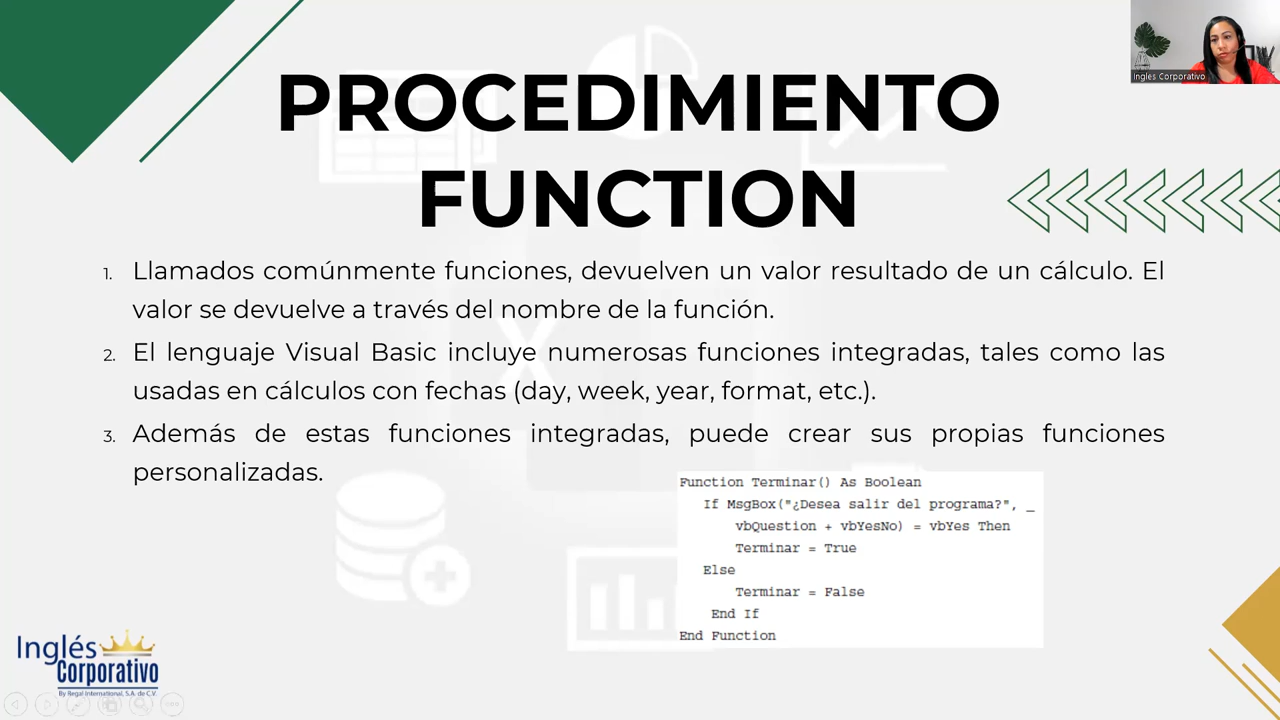 PROCEDIMIENTO
FUNCTION
Inglés Corporativo
1. Llamados comúnmente funciones, devuelven un valor resultado de un cálculo. El
valor se devuelve a través del nombre de la función.
2. El lenguaje Visual Basic incluye numerosas funciones integradas, tales como las
usadas en cálculos con fechas (day, week, year, format, etc.).
3. Además de estas funciones integradas, puede crear sus propias funciones
personalizadas.
Function Terminar() As Boolean
If MsgBox("¿Desea salir del programa?", _
vbQuestion + vbYesNo) = vbYes Then
Terminar = True
Else
Terminar = False
End If
End Function
Inglés
Corporativo
By Regal International, S.A. de C.V.